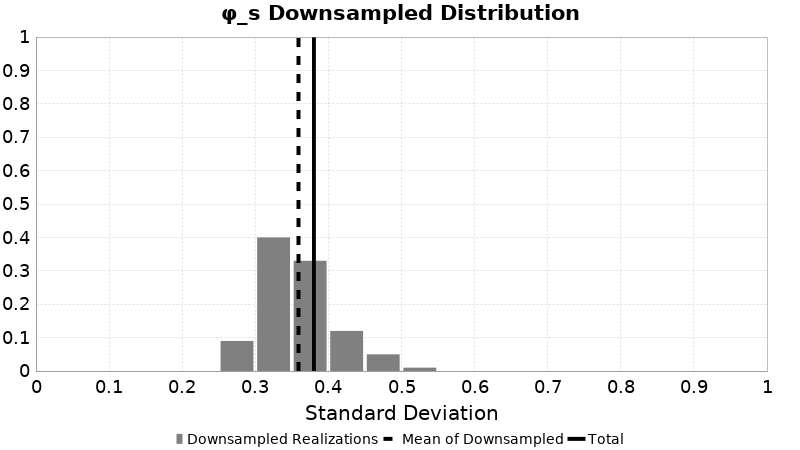 φ_s Downsampled Distribution
1
0.9
0.8
0.7
0.6
0.5
0.4
0.3
0.2
0.1
0
0 0.1 0.2 0.3 0.4 0.5 0.6 0.7 0.8 0.9 1
Standard Deviation
Downsampled Realizations Mean of Downsampled Total